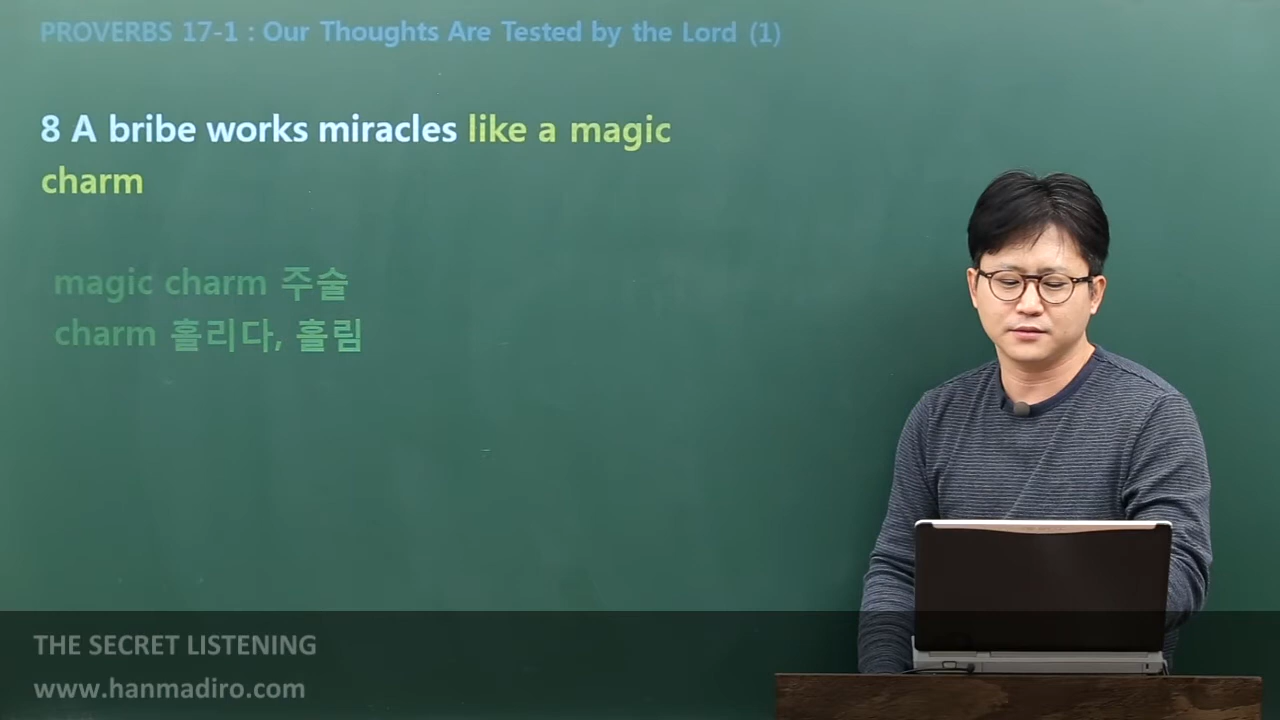 PROVERBS 17-1 : Our Thoughts Are Tested by the Lord (1)
8 A bribe works miracles like a magic
charm
magic charm 주술
charm 홀리다, 홀림
THE SECRET LISTENING
www.hanmadiro.com